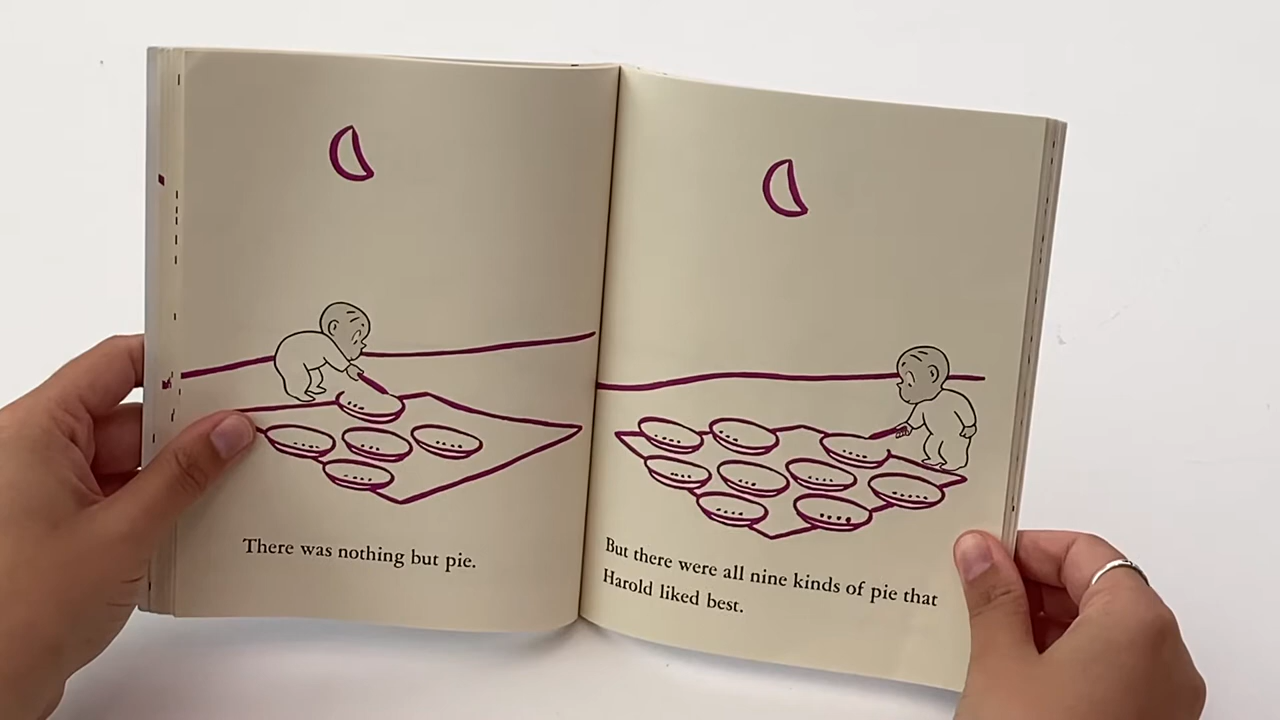 There was nothing but pie.
But there were all nine kinds of pie that
Harold liked best.